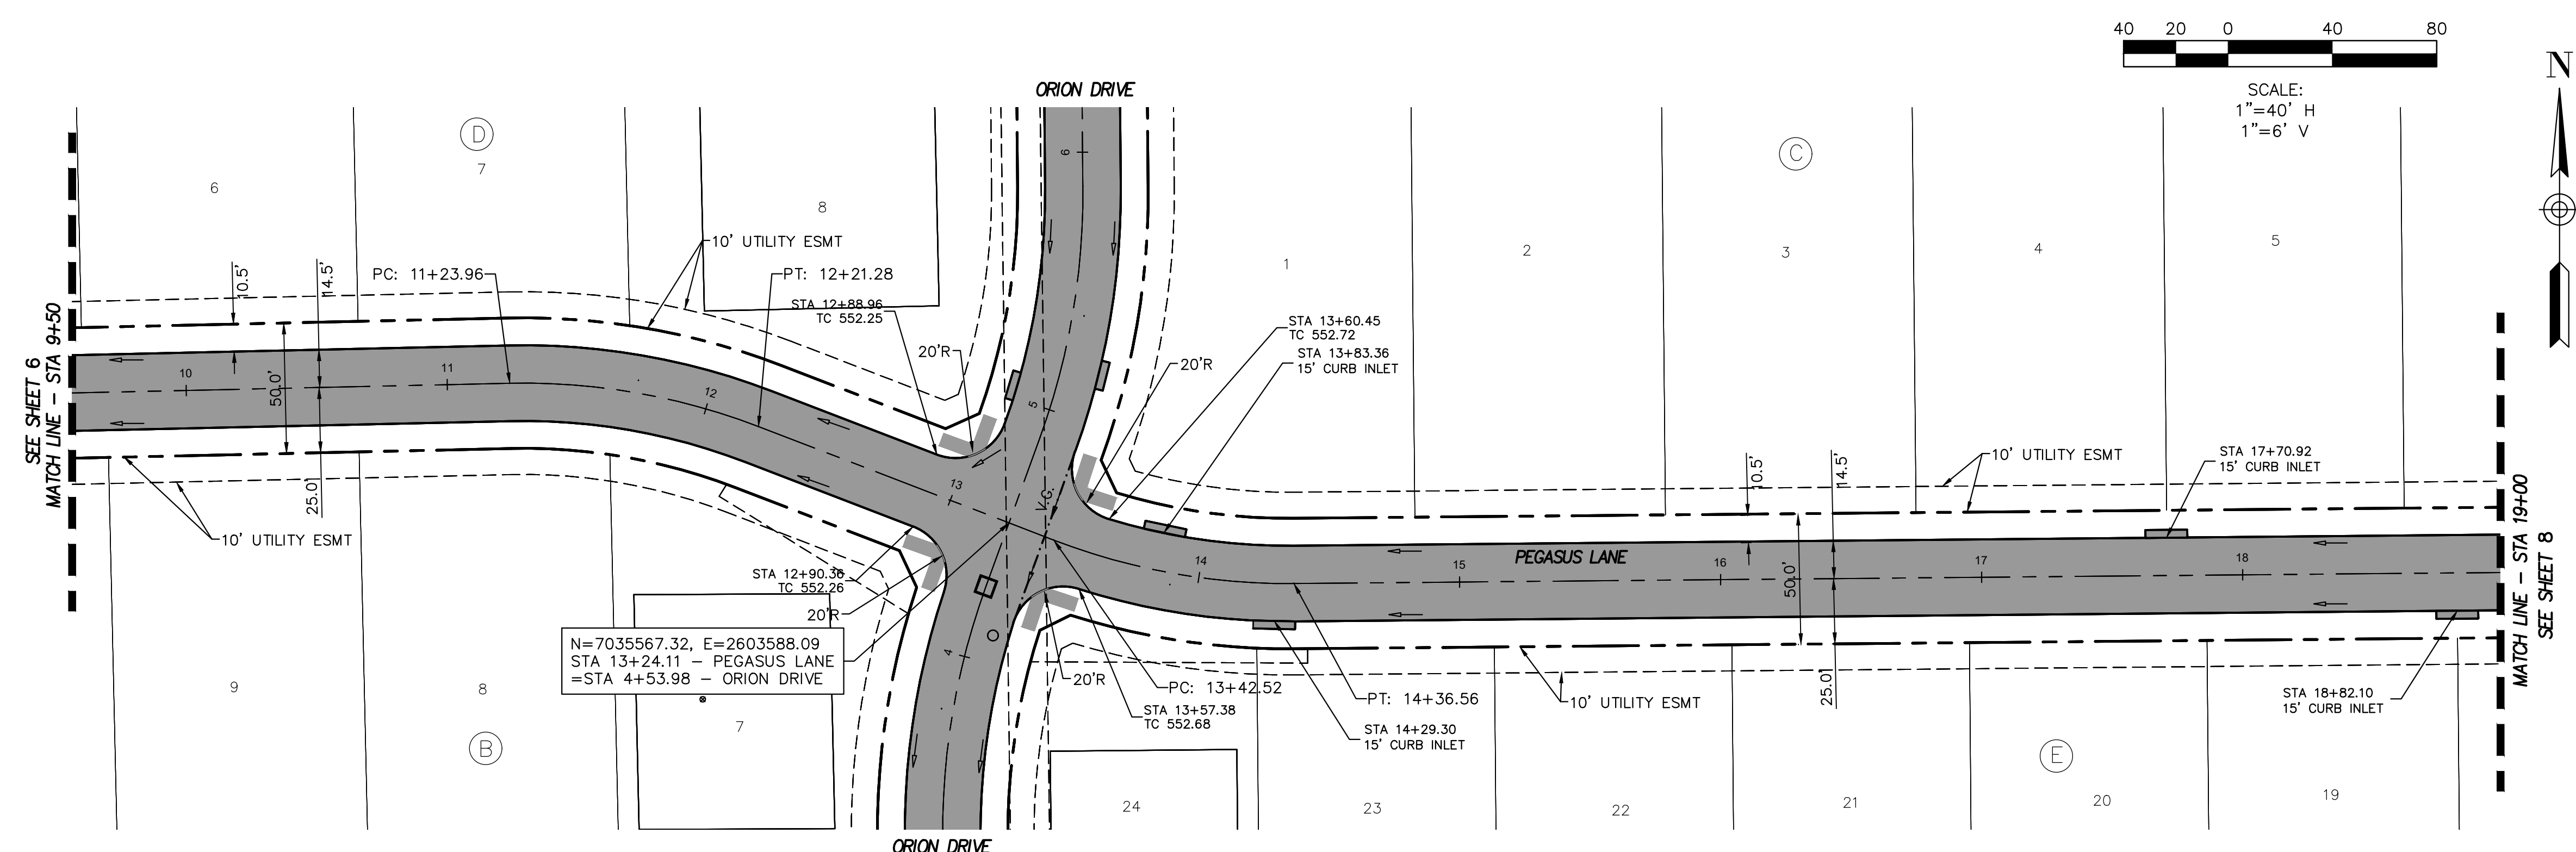 40 20 0 40 80
SCALE:
1"=40' H
1"=6' V
N
ORION DRIVE
D
7
6
8
C
6
1
2
3
4
5
10' UTILITY ESMT
PC: 11+23.96
PT: 12+21.28
STA 12+88.96
TC 552.25
10.5'
14.5'
50.0'
25.0'
SEE SHEET 6
MATCH LINE - STA 9+50
10
11
12
13
20'R
STA 13+60.45
TC 552.72
STA 13+83.36
15' CURB INLET
20'R
5
V.G.
10' UTILITY ESMT
STA 17+70.92
15' CURB INLET
10.5'
14.5'
50.0'
25.0'
PEGASUS LANE
14
15
16
17
18
MATCH LINE - STA 19+00
SEE SHEET 8
10' UTILITY ESMT
STA 12+90.36
TC 552.26
20'R
N=7035567.32, E=2603588.09
STA 13+24.11 - PEGASUS LANE
=STA 4+53.98 - ORION DRIVE
4
20'R
PC: 13+42.52
STA 13+57.38
TC 552.68
PT: 14+36.56
STA 14+29.30
15' CURB INLET
10' UTILITY ESMT
STA 18+82.10
15' CURB INLET
9
8
B
7
24
23
22
21
E
20
19
ORION DRIVE